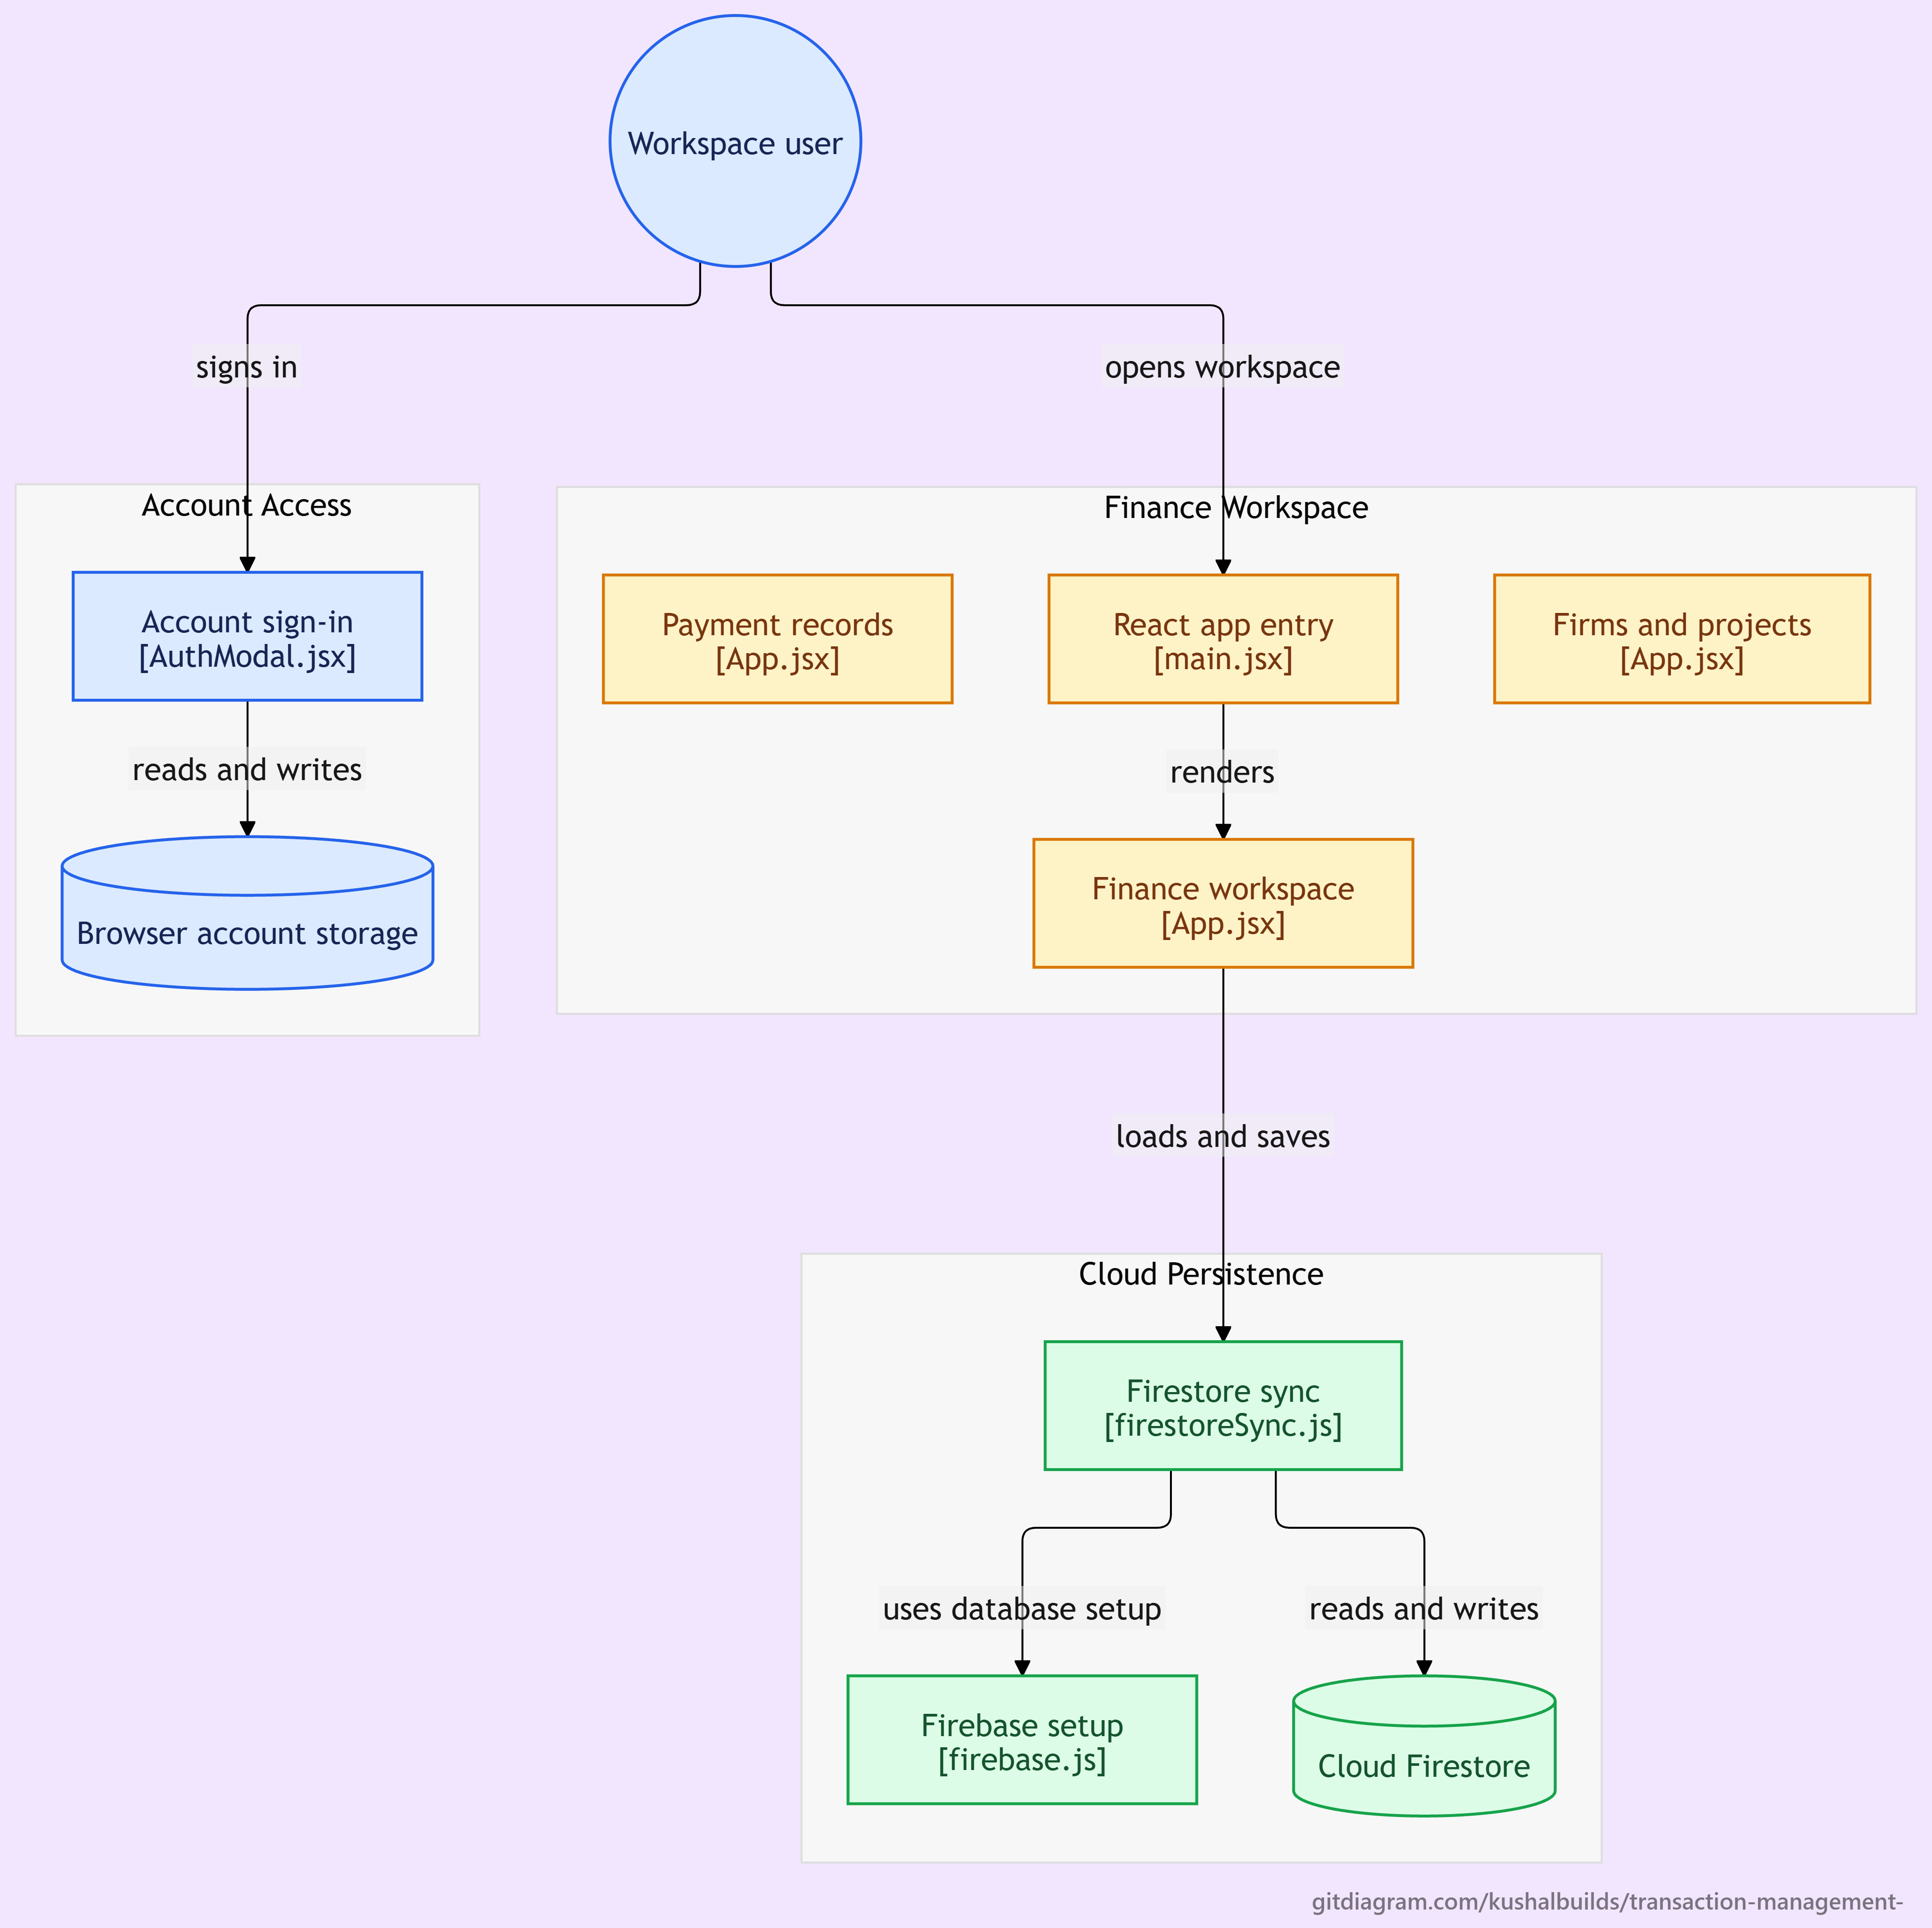 Workspace user
signs in
opens workspace
Account Access
Finance Workspace
Account sign-in
[AuthModal.jsx]
Payment records
[App.jsx]
React app entry
[main.jsx]
Firms and projects
[App.jsx]
reads and writes
renders
Browser account storage
Finance workspace
[App.jsx]
loads and saves
Cloud Persistence
Firestore sync
[firestoreSync.js]
uses database setup
reads and writes
Firebase setup
[firebase.js]
Cloud Firestore
gitdiagram.com/kushalbuilds/transaction-management-